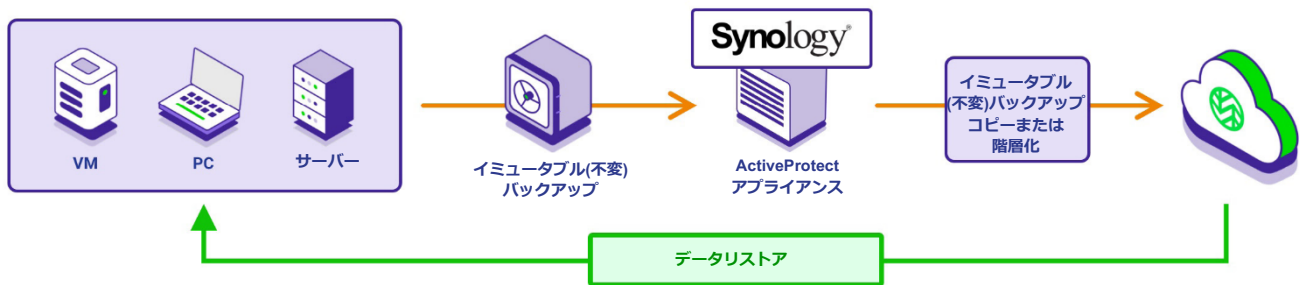 VM
PC
サーバー
イミュータブル(不変)
バックアップ
Synology®
ActiveProtect
アプライアンス
イミュータブル
(不変)バックアップ
コピーまたは
階層化
データリストア